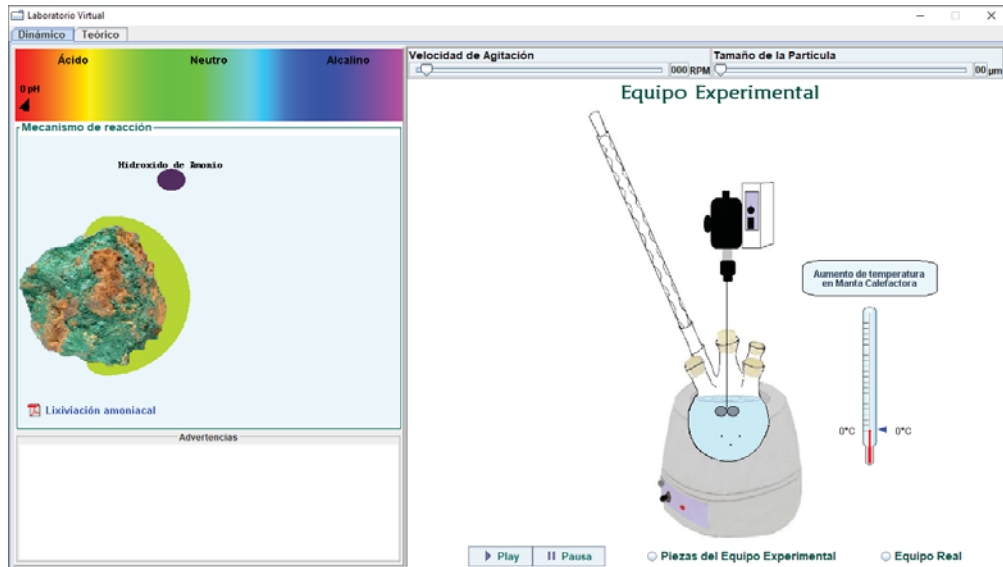 Laboratorio Virtual
Dinámico Teórico
Ácido Neutro Alcalino
0 pH
Mecanismo de reacción
Hidroxido de Amonio
Lixiviación amoniacal
Advertencias
Velocidad de Agitación
000 RPM
Tamaño de la Particula
00 µm
Equipo Experimental
Aumento de temperatura
en Manta Calefactora
0°C 0°C
Play Pausa
Piezas del Equipo Experimental
Equipo Real